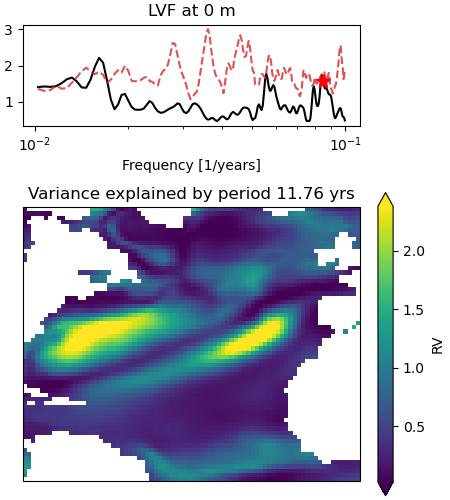 LVF at 0 m
3
2
1
10⁻² 10⁻¹
Frequency [1/years]
Variance explained by period 11.76 yrs
2.0
1.5
1.0
0.5
RV